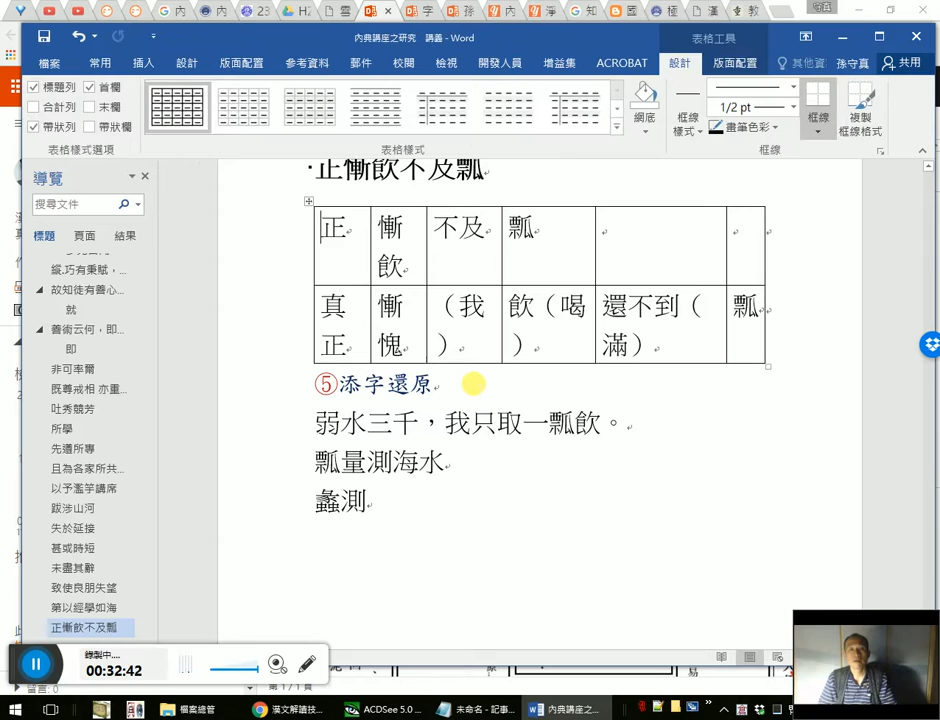 內典講座之研究 講義 - Word
表格工具
檔案 常用 插入 設計 版面配置 參考資料 郵件 校閱 檢視 開發人員 增益集 ACROBAT 設計 版面配置 其他資 孫守真 共用
標題列 首欄
合計列 末欄
帶狀列 帶狀欄
表格樣式選項
表格樣式
網底
框線樣式
1/2 pt
畫筆色彩
框線
複製框線格式
框線
導覽
搜尋文件
標題 頁面 結果
縱.巧有秉賦,..
故知徒有善心..
就
善術云何，即..
即
非可率爾
既尊戒相 亦重..
吐秀競芳
所學
先遵所專
且為各家所共..
以予濫竽講席
跋涉山河
失於延接
甚或時短
未盡其辭
致使良朋失望
第以經學如海
正慚飲不及瓢
·正慚飲不及瓢
正 慚飲 不及 瓢
真正 慚愧 （我） 飲（喝） 還不到（滿） 瓢
⑤添字還原
弱水三千，我只取一瓢飲。
瓢量測海水
蠡測
錄製中....
00:32:42
留言: 0
第1/1頁
檔案總管
漢文解讀技...
ACDSee 5.0 ...
未命名 - 記事...
內典講座之...